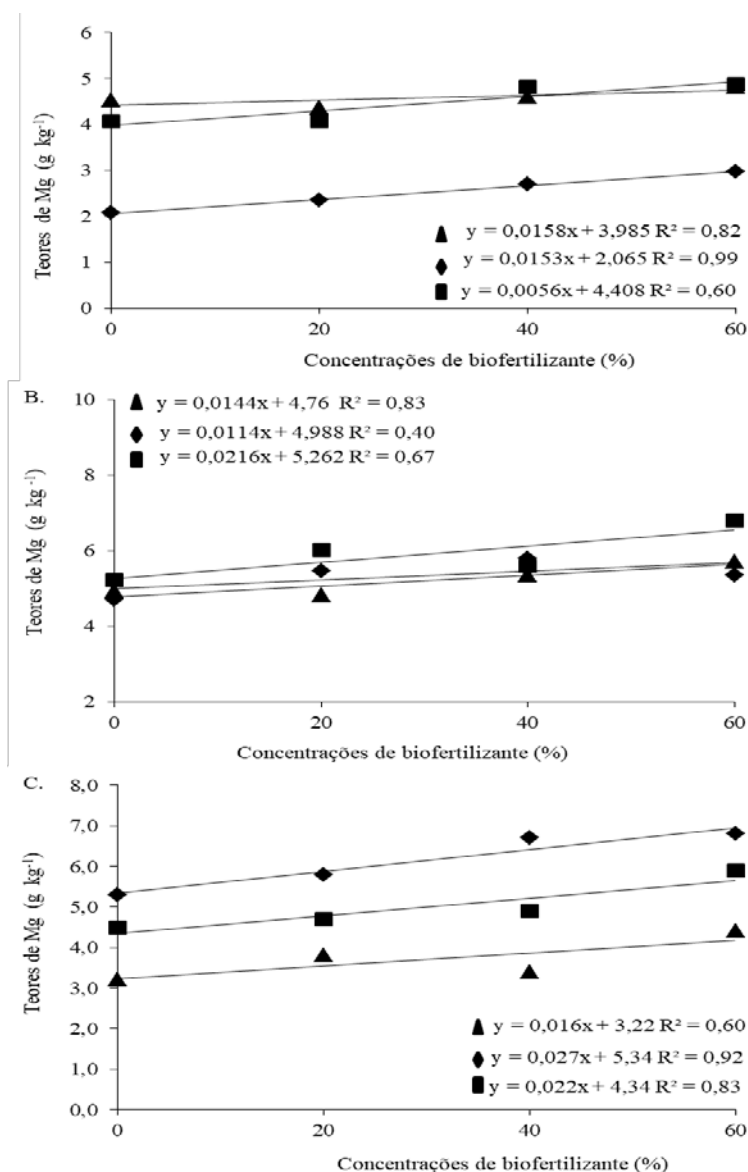 6
5
4
3
2
1
0
Teores de Mg (g kg-1)
▲ y = 0,0158x + 3,985 R² = 0,82
◆ y = 0,0153x + 2,065 R² = 0,99
■ y = 0,0056x + 4,408 R² = 0,60
0 20 40 60
Concentrações de biofertilizante (%)
B.
10
8
6
4
2
Teores de Mg (g kg-1)
▲ y = 0,0144x + 4,76 R² = 0,83
◆ y = 0,0114x + 4,988 R² = 0,40
■ y = 0,0216x + 5,262 R² = 0,67
0 20 40 60
Concentrações de biofertilizante (%)
C.
8,0
7,0
6,0
5,0
4,0
3,0
2,0
1,0
0,0
Teores de Mg (g kg-1)
▲ y = 0,016x + 3,22 R² = 0,60
◆ y = 0,027x + 5,34 R² = 0,92
■ y = 0,022x + 4,34 R² = 0,83
0 20 40 60
Concentrações de biofertilizante (%)